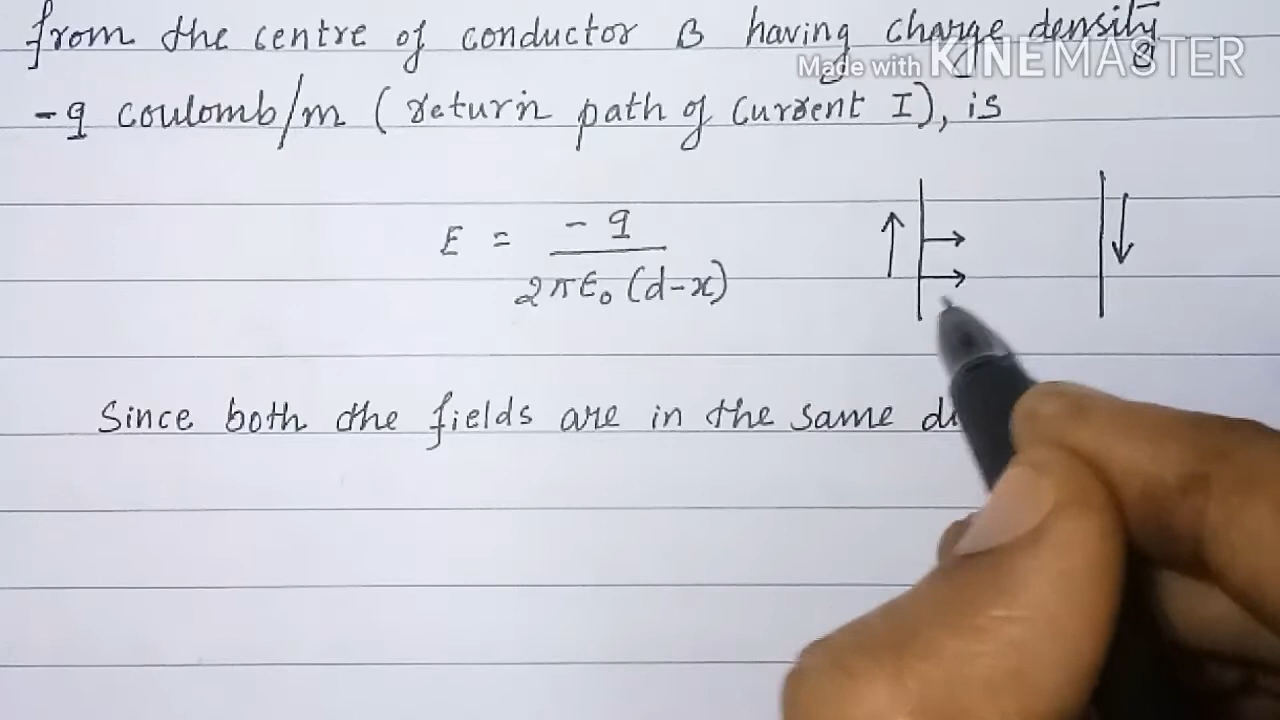 from the centre of conductor B having charge density
Made with KINEMASTER
-q coulomb/m (return path of current I), is
E = -q / 2πε₀(d-x)
Since both the fields are in the same